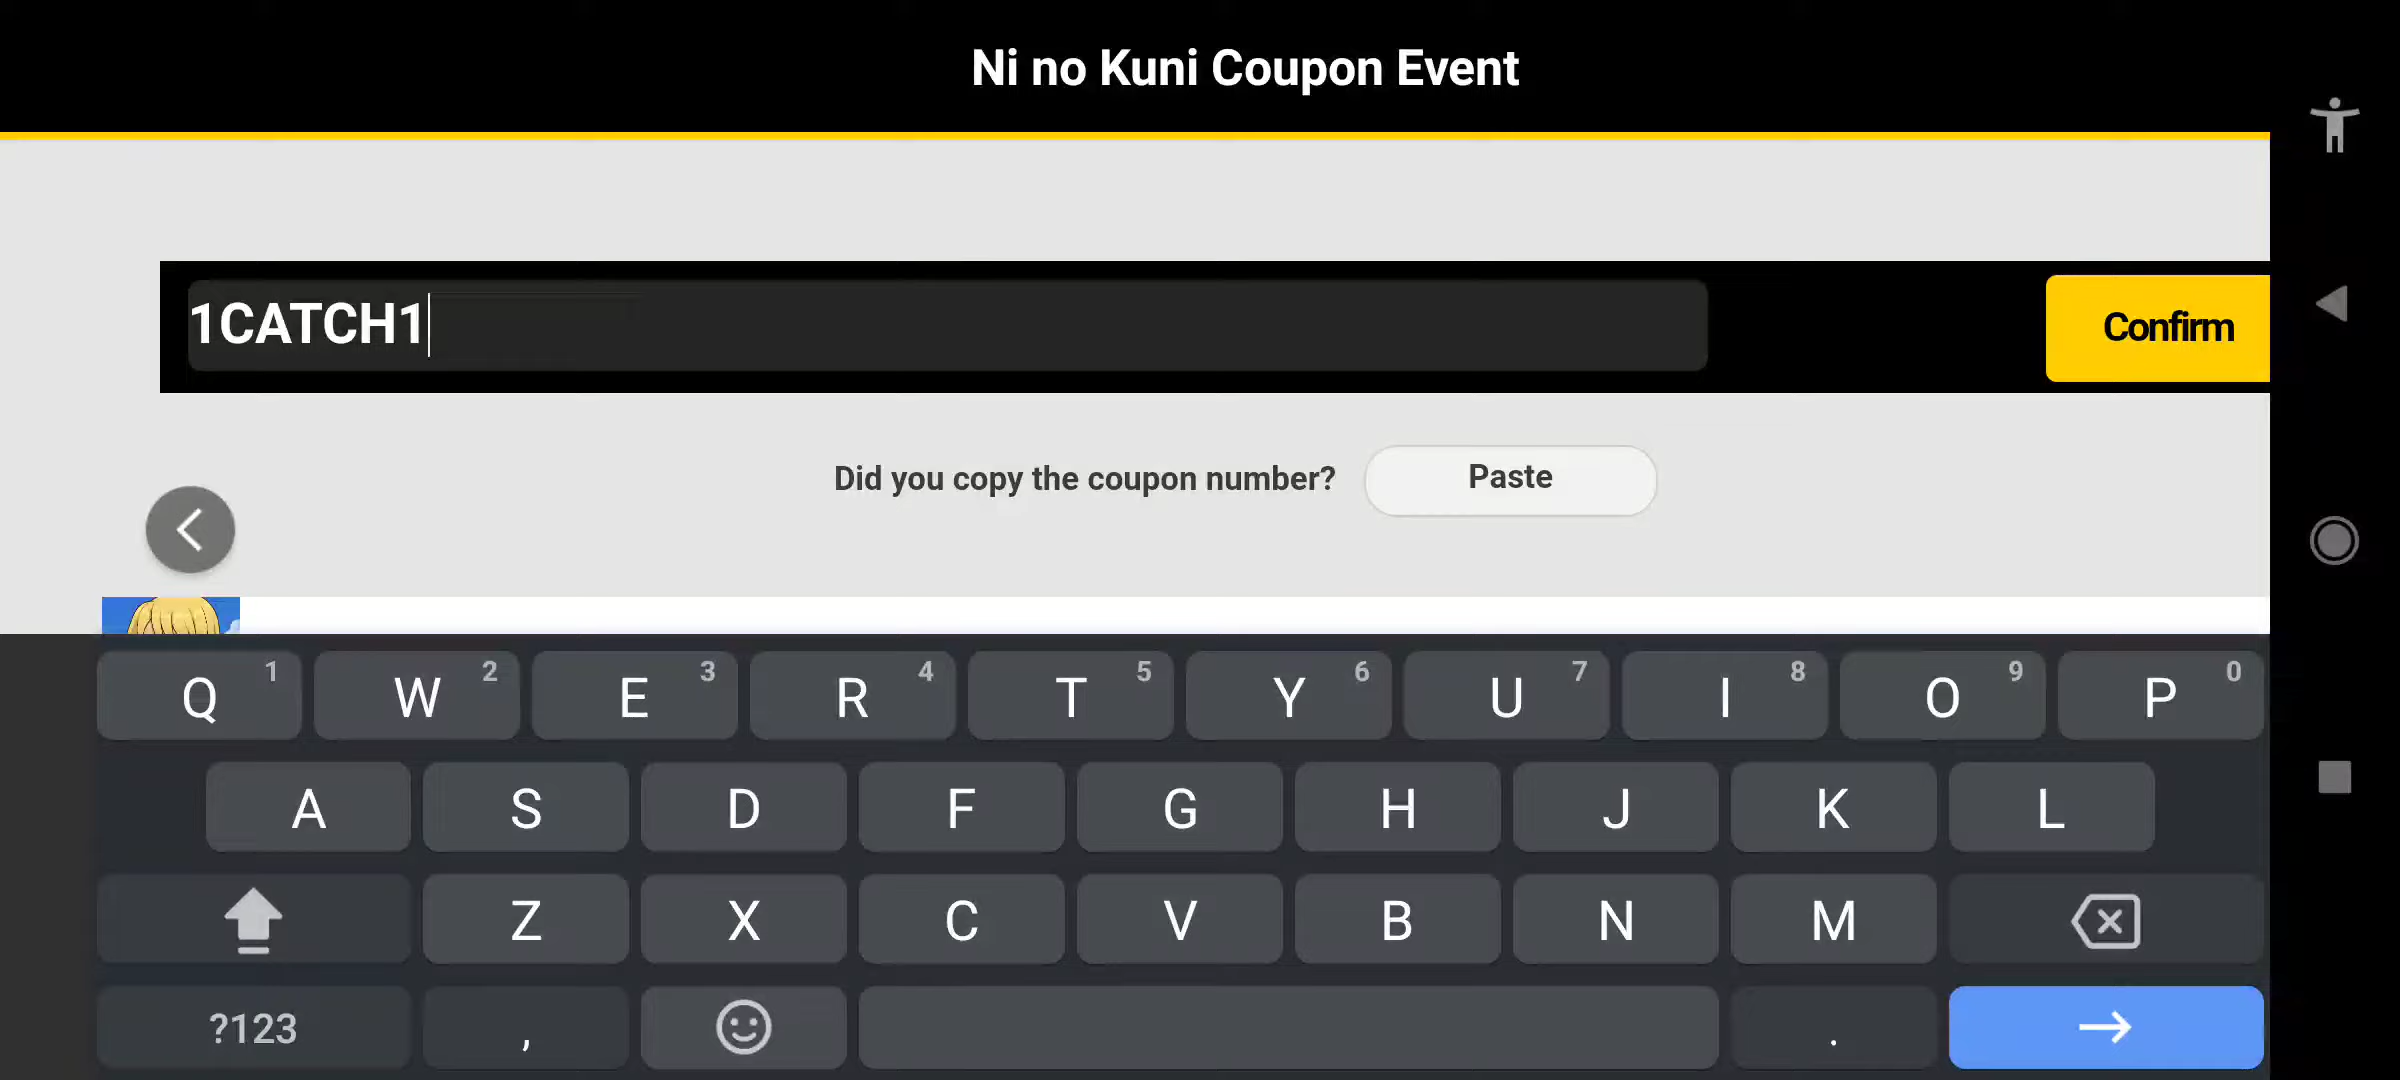 Ni no Kuni Coupon Event
1CATCH1
Confirm
Did you copy the coupon number?
Paste
Q 1 W 2 E 3 R 4 T 5 Y 6 U 7 I 8 O 9 P 0
A S D F G H J K L
Z X C V B N M
?123 , .